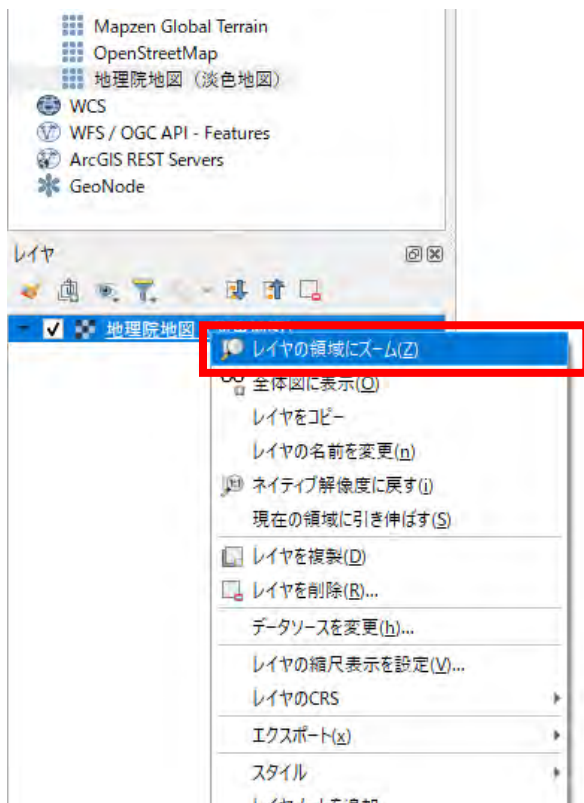 Mapzen Global Terrain
OpenStreetMap
地理院地図（淡色地図）
WCS
WFS / OGC API - Features
ArcGIS REST Servers
GeoNode
レイヤ
地理院地図
レイヤの領域にズーム(Z)
全体図に表示(O)
レイヤをコピー
レイヤの名前を変更(n)
ネイティブ解像度に戻す(i)
現在の領域に引き伸ばす(S)
レイヤを複製(D)
レイヤを削除(R)...
データソースを変更(h)...
レイヤの縮尺表示を設定(V)...
レイヤのCRS
エクスポート(x)
スタイル